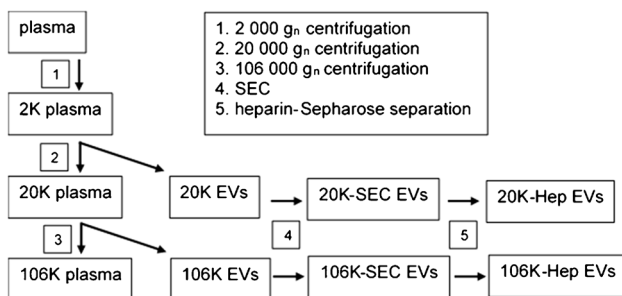 plasma
1. 2 000 gₙ centrifugation
2. 20 000 gₙ centrifugation
3. 106 000 gₙ centrifugation
4. SEC
5. heparin-Sepharose separation
1
2K plasma
2
20K plasma
20K EVs
20K-SEC EVs
20K-Hep EVs
3
4
5
106K plasma
106K EVs
106K-SEC EVs
106K-Hep EVs